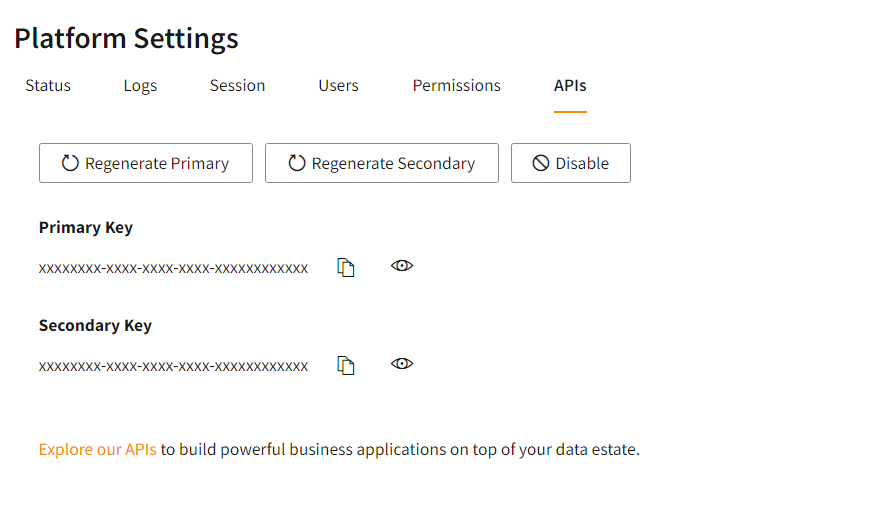 Platform Settings
Status Logs Session Users Permissions APIs
Regenerate Primary Regenerate Secondary Disable
Primary Key
xxxxxxxx-xxxx-xxxx-xxxx-xxxxxxxxxxxx
Secondary Key
xxxxxxxx-xxxx-xxxx-xxxx-xxxxxxxxxxxx
Explore our APIs to build powerful business applications on top of your data estate.